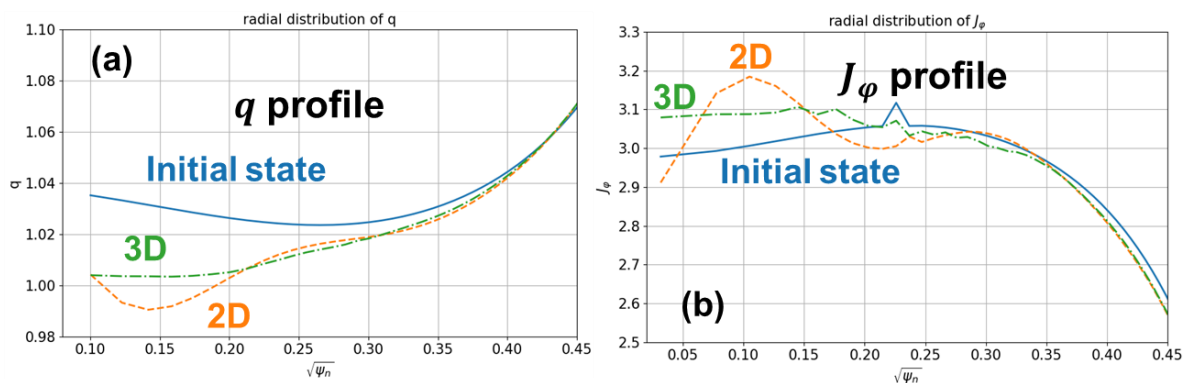 radial distribution of q
1.10
1.08
1.06
1.04
1.02
1.00
0.98
q
(a)
q profile
Initial state
3D
2D
0.10 0.15 0.20 0.25 0.30 0.35 0.40 0.45
√ψₙ
radial distribution of Jᵩ
3.3
3.2
3.1
3.0
2.9
2.8
2.7
2.6
2.5
Jᵩ
2D
3D
Jᵩ profile
Initial state
(b)
0.05 0.10 0.15 0.20 0.25 0.30 0.35 0.40 0.45
√ψₙ